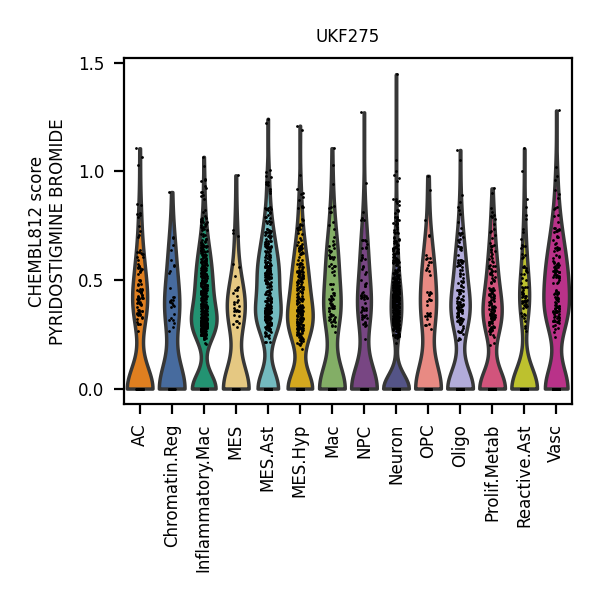 UKF275
CHEMBL812 score
PYRIDOSTIGMINE BROMIDE
1.5
1.0
0.5
0.0
AC
Chromatin.Reg
Inflammatory.Mac
MES
MES.Ast
MES.Hyp
Mac
NPC
Neuron
OPC
Oligo
Prolif.Metab
Reactive.Ast
Vasc